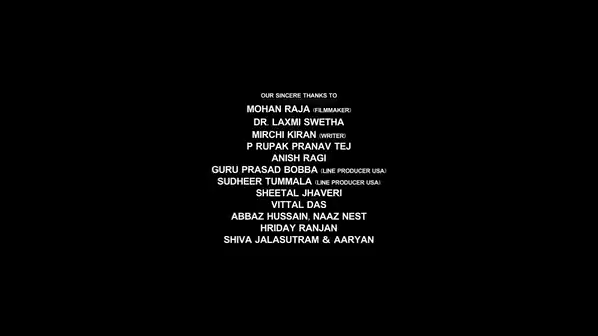 OUR SINCERE THANKS TO
MOHAN RAJA (FILMMAKER)
DR. LAXMI SWETHA
MIRCHI KIRAN (WRITER)
P RUPAK PRANAV TEJ
ANISH RAGI
GURU PRASAD BOBBA (LINE PRODUCER USA)
SUDHEER TUMMALA (LINE PRODUCER USA)
SHEETAL JHAVERI
VITTAL DAS
ABBAZ HUSSAIN, NAAZ NEST
HRIDAY RANJAN
SHIVA JALASUTRAM & AARYAN